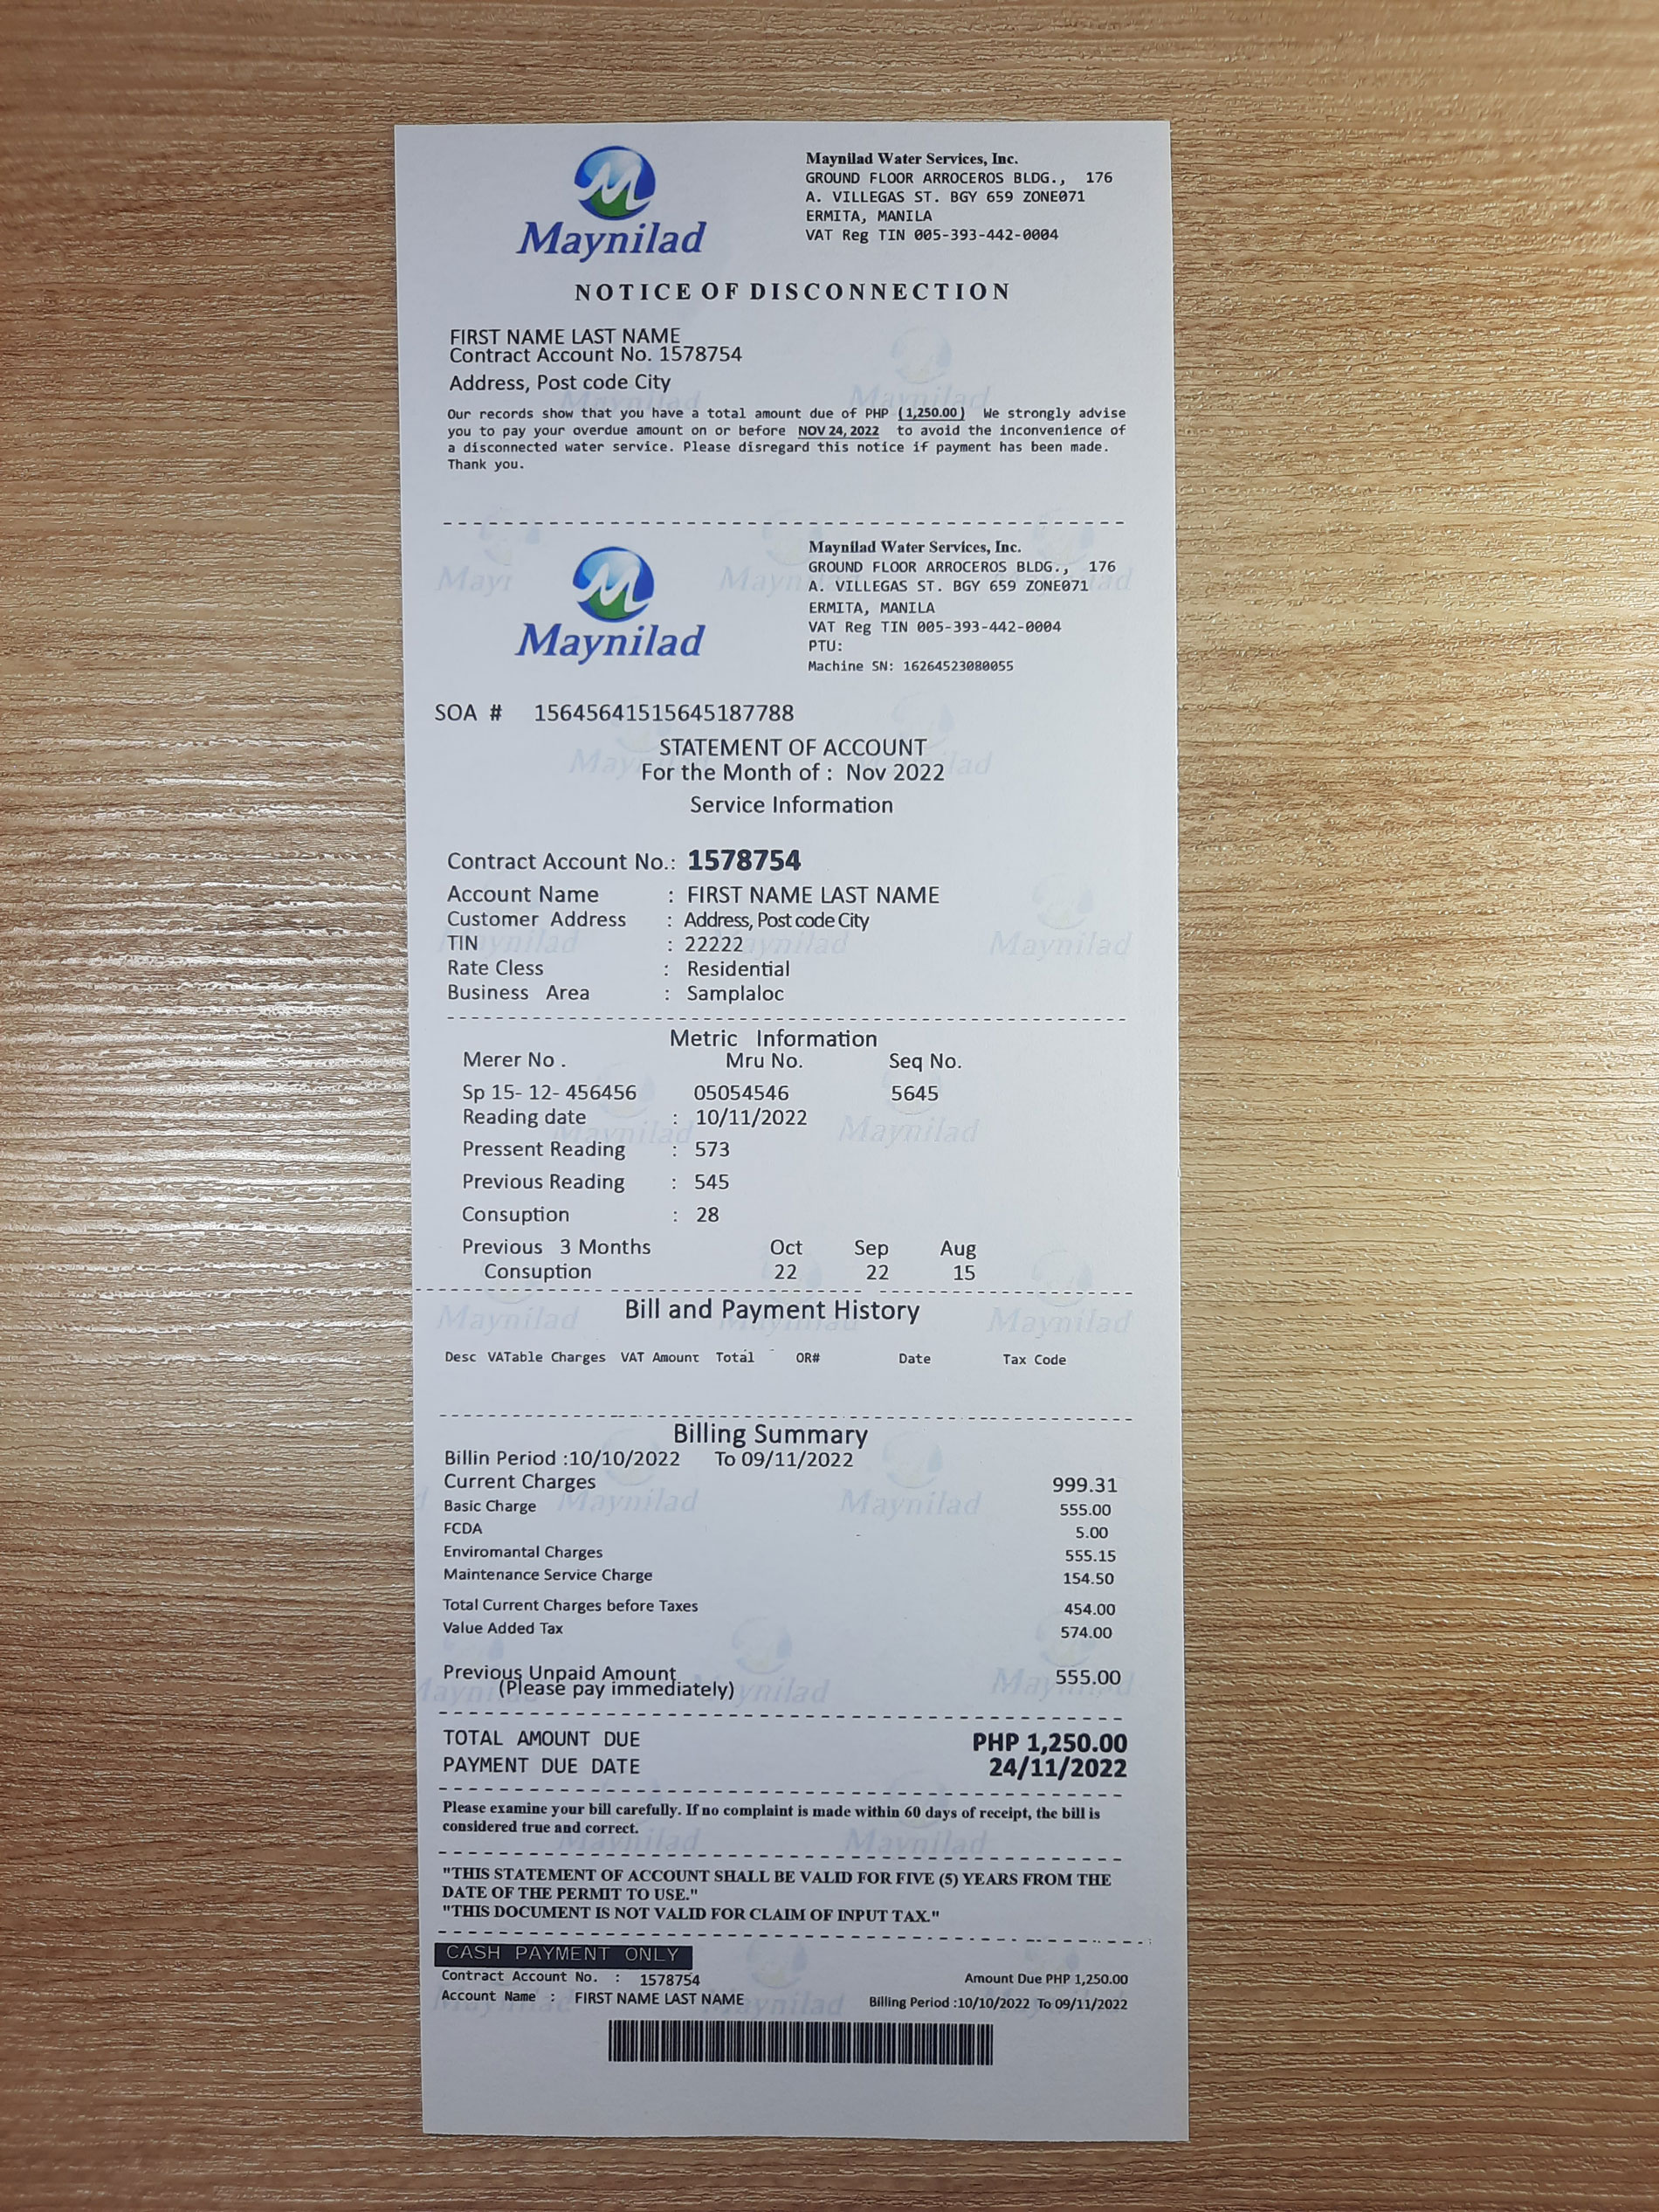 Maynilad
Maynilad Water Services, Inc.
GROUND FLOOR ARROCEROS BLDG., 176
A. VILLEGAS ST. BGY 659 ZONE071
ERMITA, MANILA
VAT Reg TIN 005-393-442-0004
NOTICE OF DISCONNECTION
FIRST NAME LAST NAME
Contract Account No. 1578754
Address, Post code City
Our records show that you have a total amount due of PHP (1,250.00) We strongly advise
you to pay your overdue amount on or before NOV 24, 2022 to avoid the inconvenience of
a disconnected water service. Please disregard this notice if payment has been made.
Thank you.
Maynilad
Maynilad Water Services, Inc.
GROUND FLOOR ARROCEROS BLDG., 176
A. VILLEGAS ST. BGY 659 ZONE071
ERMITA, MANILA
VAT Reg TIN 005-393-442-0004
PTU:
Machine SN: 16264523080055
SOA # 15645641515645187788
STATEMENT OF ACCOUNT
For the Month of : Nov 2022
Service Information
Contract Account No.: 1578754
Account Name : FIRST NAME LAST NAME
Customer Address : Address, Post code City
TIN : 22222
Rate Cless : Residential
Business Area : Samplaloc
Metric Information
Merer No . Mru No. Seq No.
Sp 15- 12- 456456 05054546 5645
Reading date : 10/11/2022
Pressent Reading : 573
Previous Reading : 545
Consuption : 28
Previous 3 Months Oct Sep Aug
Consuption 22 22 15
Bill and Payment History
Desc VATable Charges VAT Amount Total OR# Date Tax Code
Billing Summary
Billin Period :10/10/2022 To 09/11/2022
Current Charges 999.31
Basic Charge 555.00
FCDA 5.00
Enviromantal Charges 555.15
Maintenance Service Charge 154.50
Total Current Charges before Taxes 454.00
Value Added Tax 574.00
Previous Unpaid Amount 555.00
(Please pay immediately)
TOTAL AMOUNT DUE PHP 1,250.00
PAYMENT DUE DATE 24/11/2022
Please examine your bill carefully. If no complaint is made within 60 days of receipt, the bill is
considered true and correct.
"THIS STATEMENT OF ACCOUNT SHALL BE VALID FOR FIVE (5) YEARS FROM THE
DATE OF THE PERMIT TO USE."
"THIS DOCUMENT IS NOT VALID FOR CLAIM OF INPUT TAX."
CASH PAYMENT ONLY
Contract Account No. : 1578754 Amount Due PHP 1,250.00
Account Name : FIRST NAME LAST NAME Billing Period :10/10/2022 To 09/11/2022